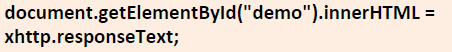 document.getElementById("demo").innerHTML =
xhttp.responseText;